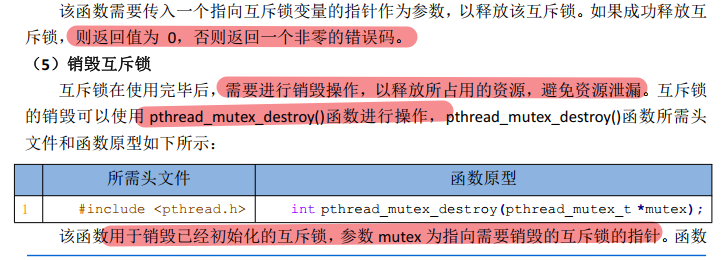 该函数需要传入一个指向互斥锁变量的指针作为参数，以释放该互斥锁。如果成功释放互
斥锁，则返回值为 0，否则返回一个非零的错误码。
（5）销毁互斥锁
互斥锁在使用完毕后，需要进行销毁操作，以释放所占用的资源，避免资源泄漏。互斥锁
的销毁可以使用 pthread_mutex_destroy()函数进行操作，pthread_mutex_destroy()函数所需头
文件和函数原型如下所示：
所需头文件 函数原型
1 #include <pthread.h> int pthread_mutex_destroy(pthread_mutex_t *mutex);
该函数用于销毁已经初始化的互斥锁，参数 mutex 为指向需要销毁的互斥锁的指针。函数